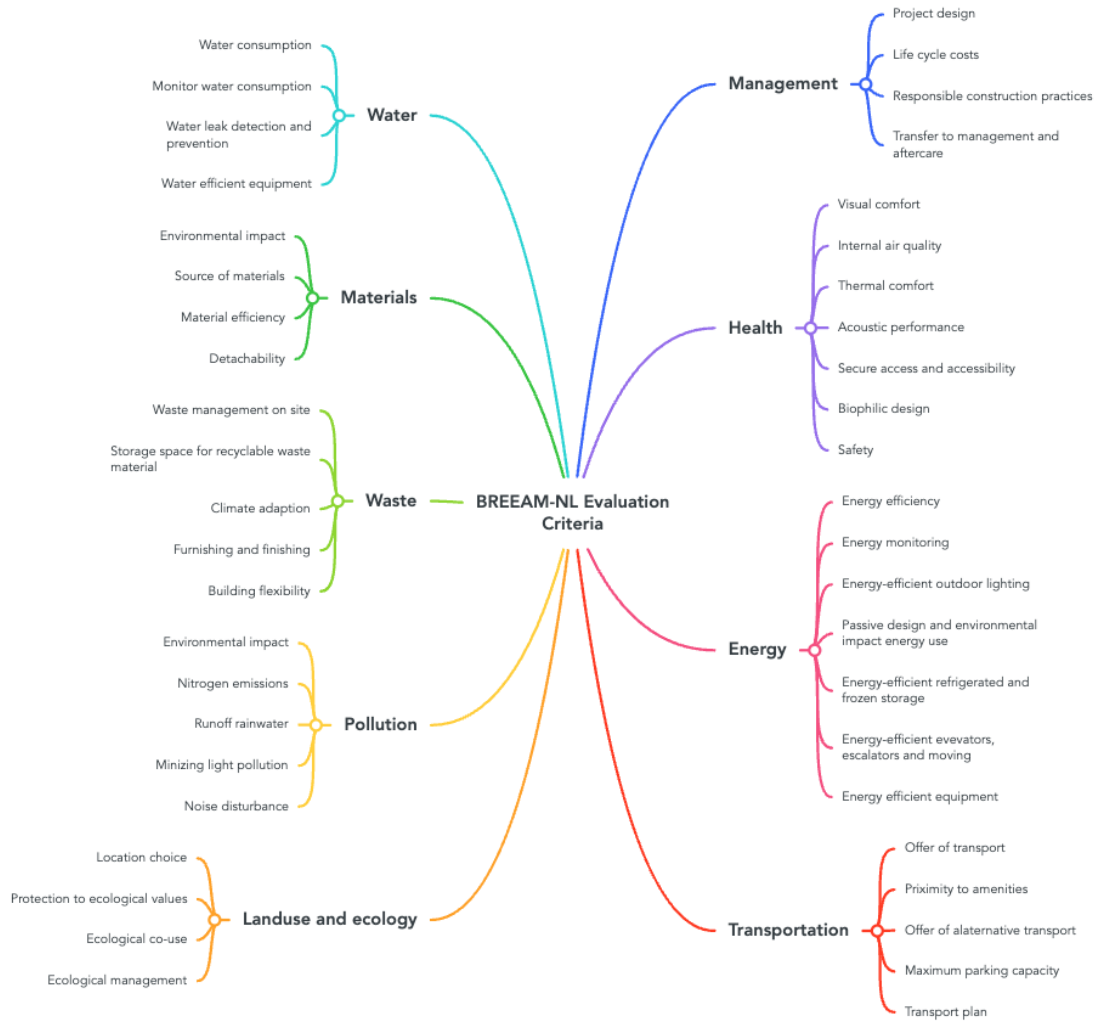 BREEAM-NL Evaluation
Criteria
Management
Project design
Life cycle costs
Responsible construction practices
Transfer to management and
aftercare
Health
Visual comfort
Internal air quality
Thermal comfort
Acoustic performance
Secure access and accessibility
Biophilic design
Safety
Energy
Energy efficiency
Energy monitoring
Energy-efficient outdoor lighting
Passive design and environmental
impact energy use
Energy-efficient refrigerated and
frozen storage
Energy-efficient evevators,
escalators and moving
Energy efficient equipment
Transportation
Offer of transport
Priximity to amenities
Offer of alaternative transport
Maximum parking capacity
Transport plan
Water
Water consumption
Monitor water consumption
Water leak detection and
prevention
Water efficient equipment
Materials
Environmental impact
Source of materials
Material efficiency
Detachability
Waste
Waste management on site
Storage space for recyclable waste
material
Climate adaption
Furnishing and finishing
Building flexibility
Pollution
Environmental impact
Nitrogen emissions
Runoff rainwater
Minizing light pollution
Noise disturbance
Landuse and ecology
Location choice
Protection to ecological values
Ecological co-use
Ecological management